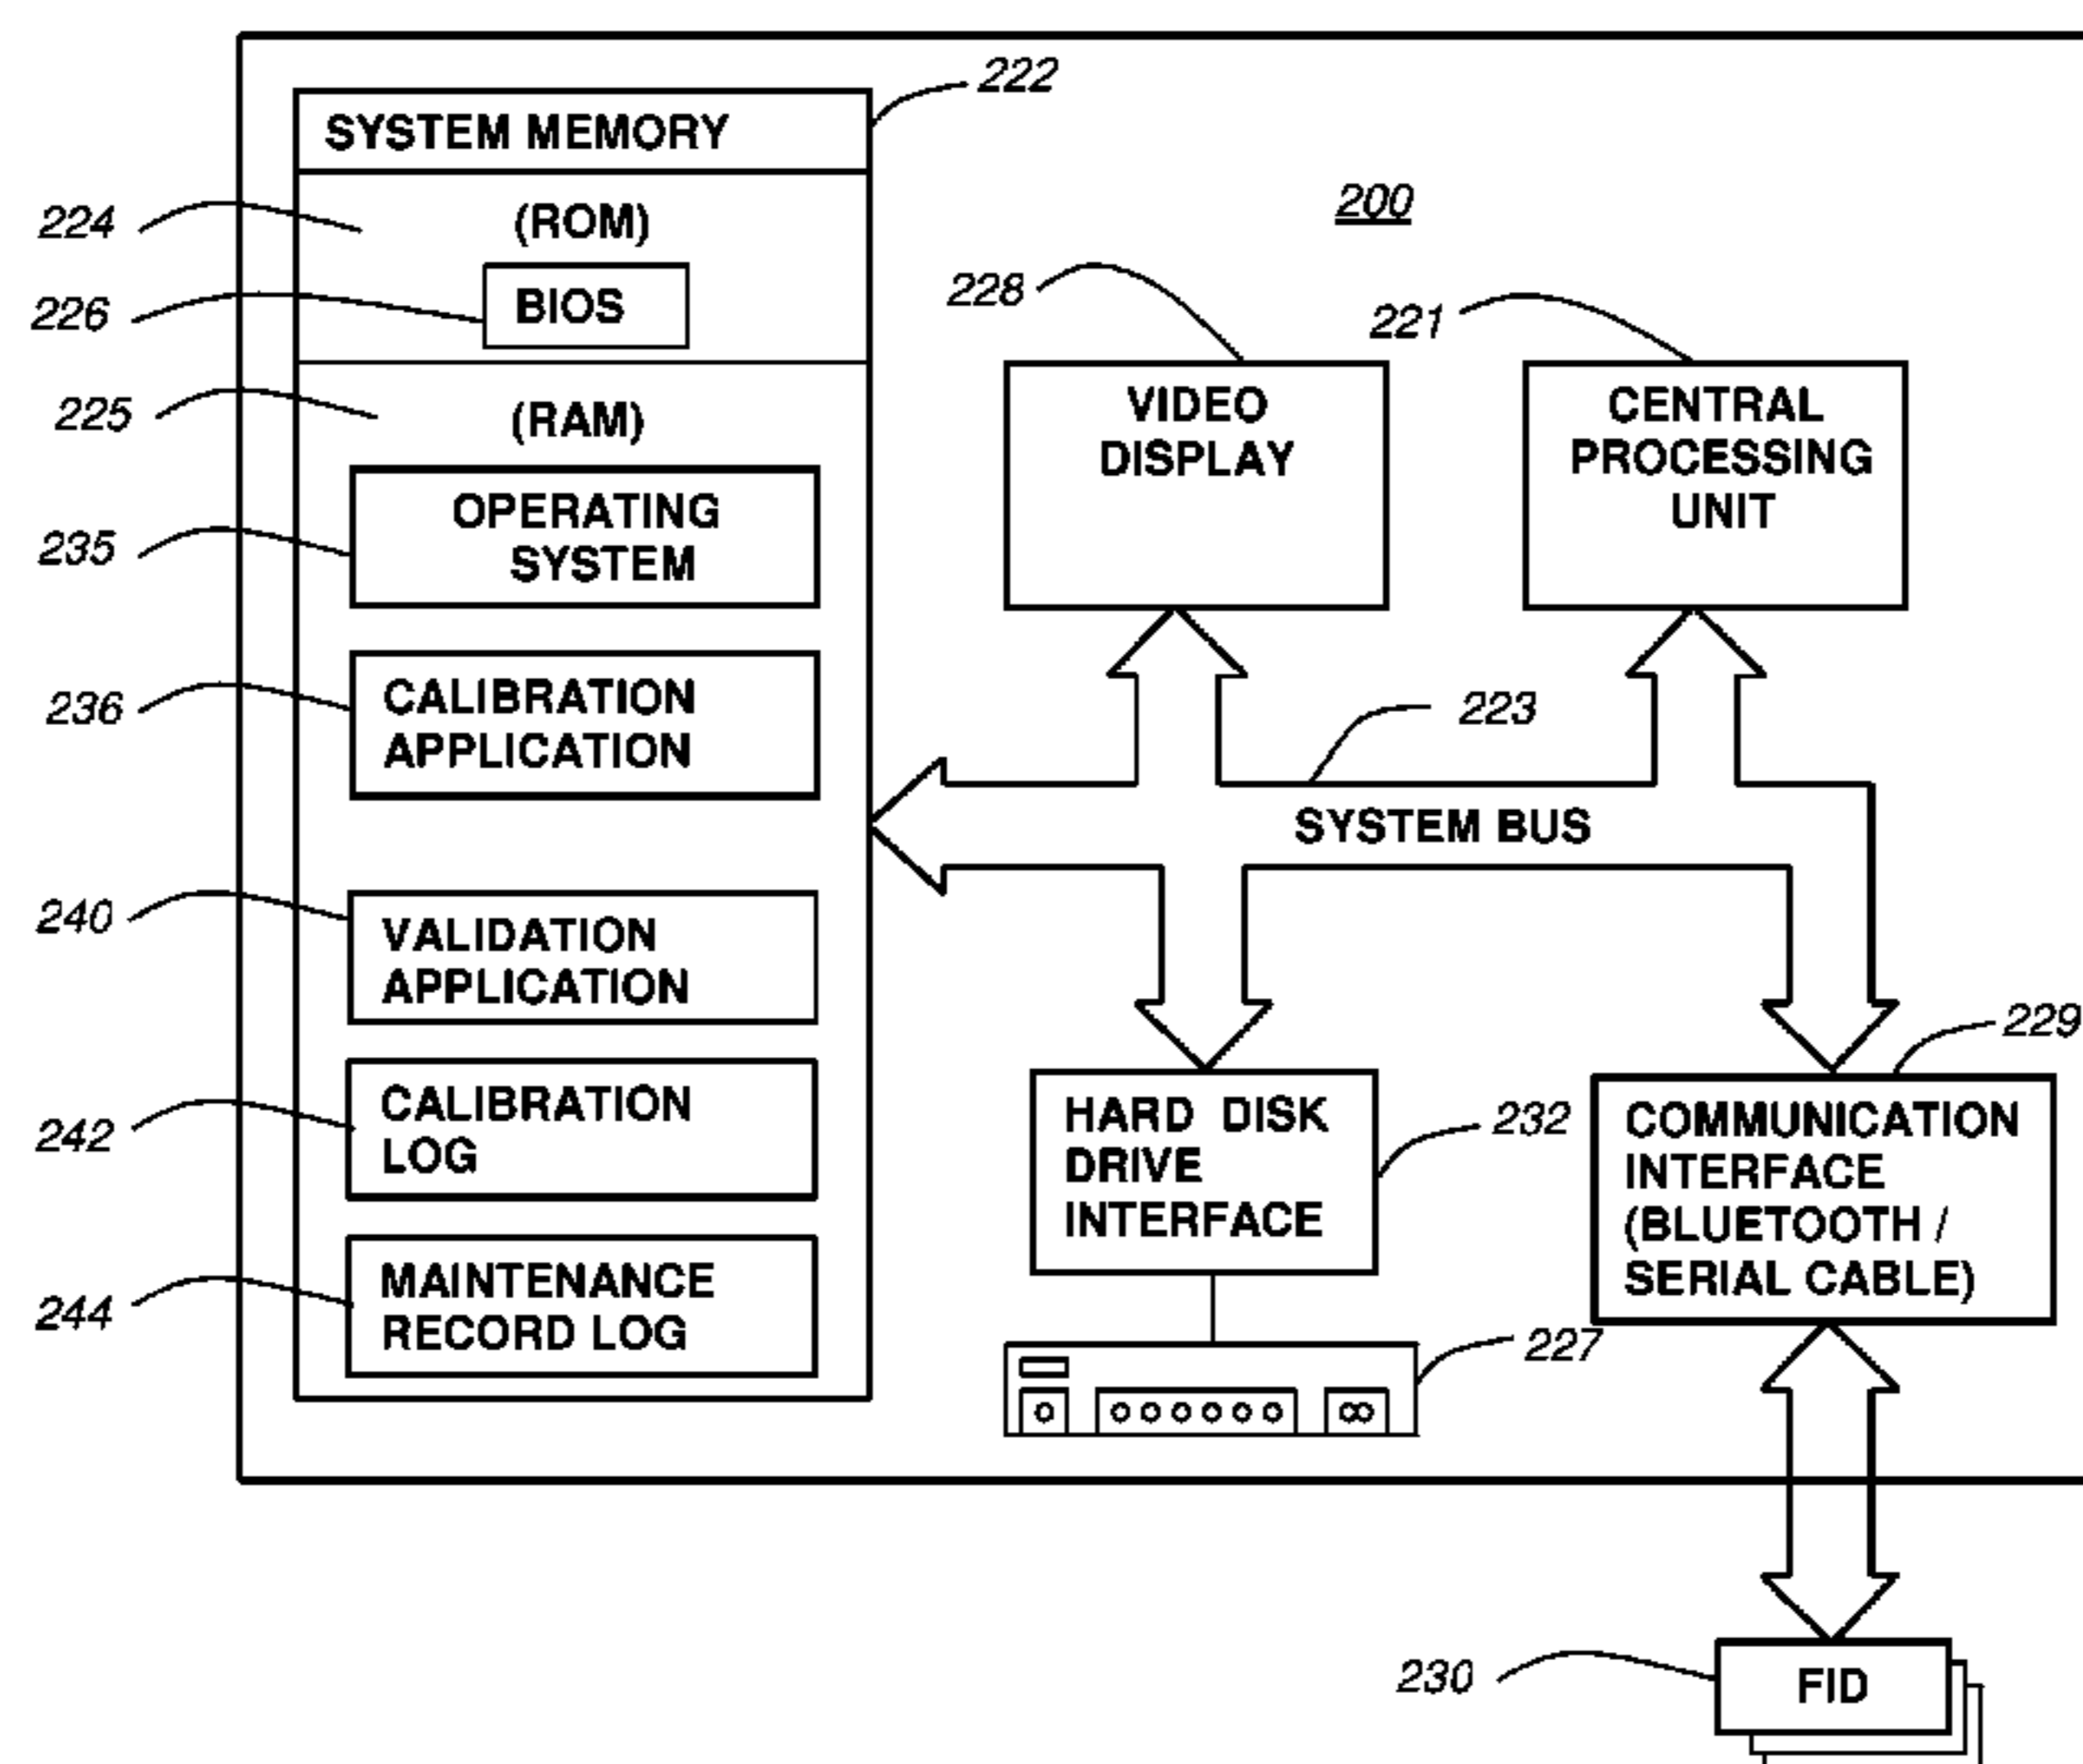 222
SYSTEM MEMORY
200
224
(ROM)
226
BIOS
228
221
225
(RAM)
VIDEO
DISPLAY
CENTRAL
PROCESSING
UNIT
235
OPERATING
SYSTEM
236
CALIBRATION
APPLICATION
223
SYSTEM BUS
240
VALIDATION
APPLICATION
229
242
CALIBRATION
LOG
HARD DISK
DRIVE
INTERFACE
232
COMMUNICATION
INTERFACE
(BLUETOOTH /
SERIAL CABLE)
244
MAINTENANCE
RECORD LOG
227
230
FID